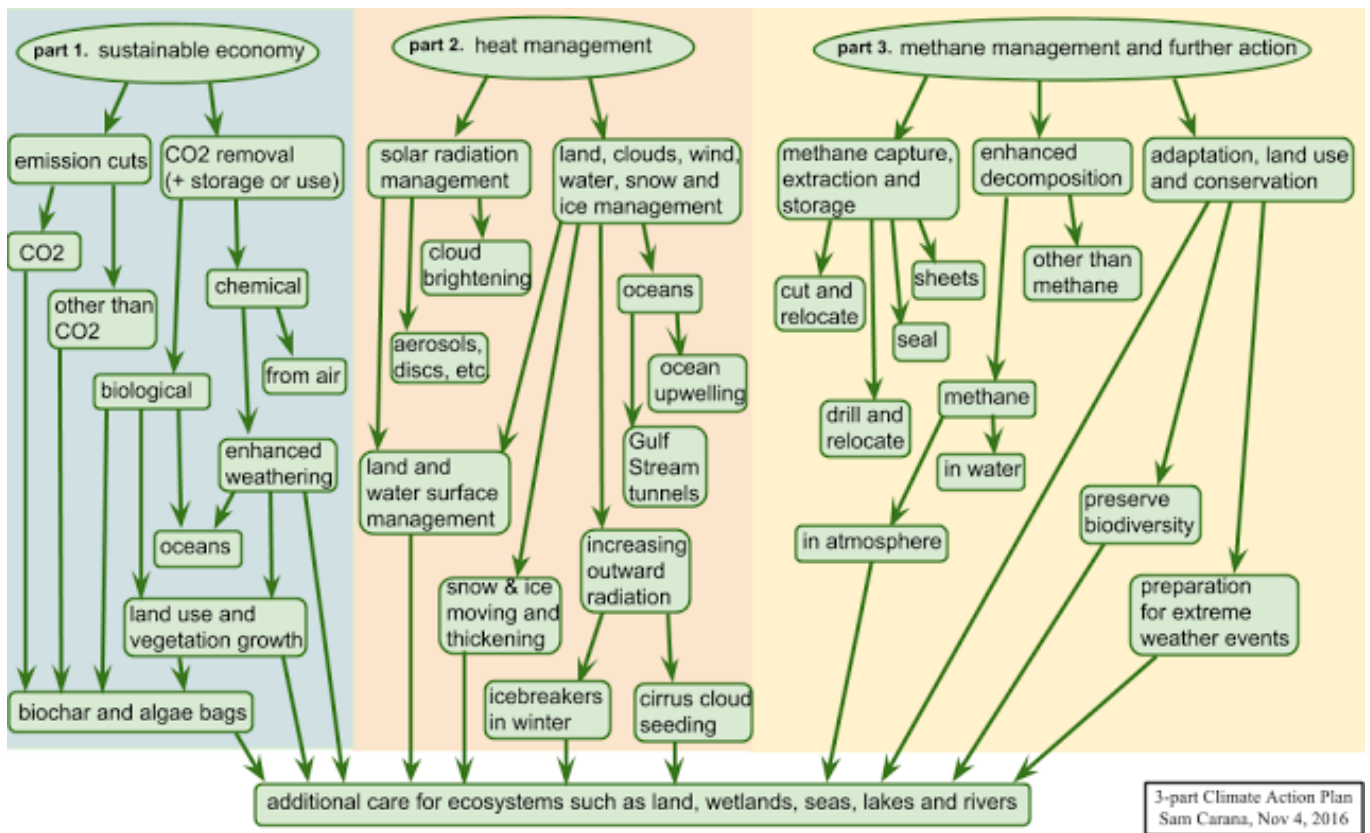 part 1. sustainable economy
part 2. heat management
part 3. methane management and further action
emission cuts
CO2 removal
(+ storage or use)
CO2
other than
CO2
chemical
from air
biological
enhanced
weathering
oceans
land use and
vegetation growth
biochar and algae bags
solar radiation
management
land, clouds, wind,
water, snow and
ice management
cloud
brightening
aerosols,
discs, etc.
oceans
ocean
upwelling
Gulf
Stream
tunnels
land and
water surface
management
snow & ice
moving and
thickening
increasing
outward
radiation
icebreakers
in winter
cirrus cloud
seeding
methane capture,
extraction and
storage
enhanced
decomposition
adaptation, land use
and conservation
cut and
relocate
sheets
seal
drill and
relocate
other than
methane
methane
in water
in atmosphere
preserve
biodiversity
preparation
for extreme
weather events
additional care for ecosystems such as land, wetlands, seas, lakes and rivers
3-part Climate Action Plan
Sam Carana, Nov 4, 2016